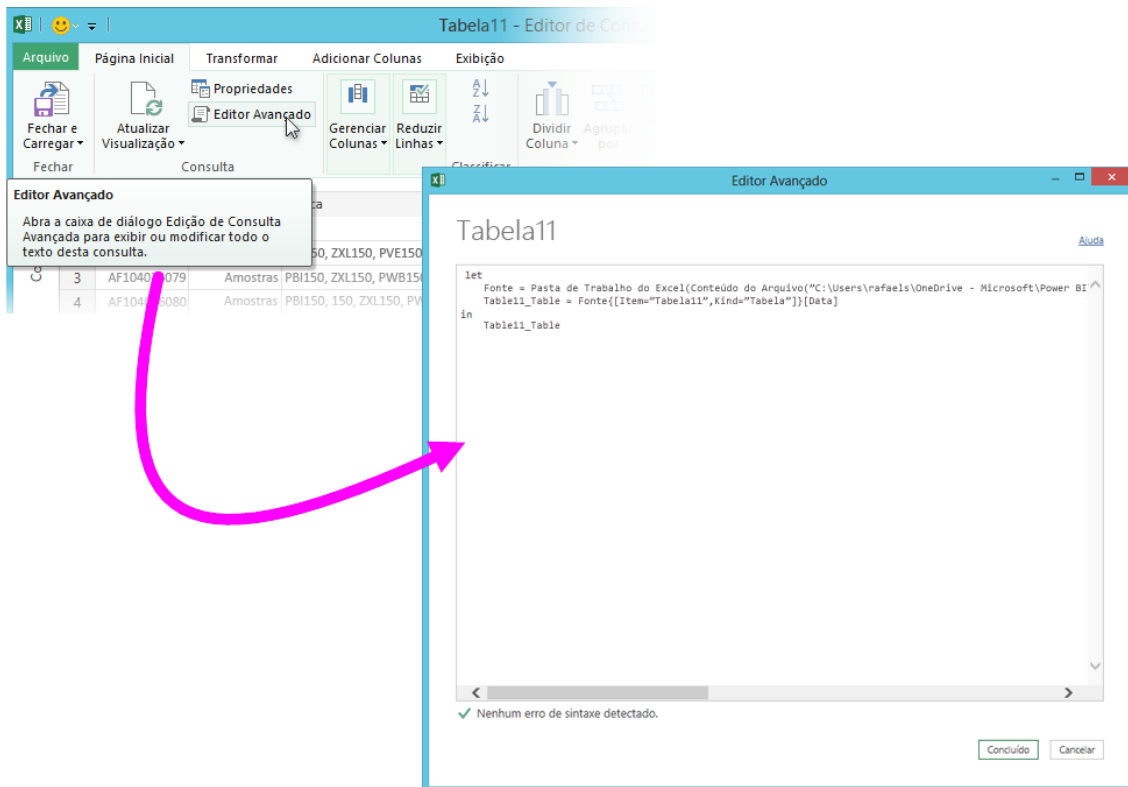 Tabela11 - Editor de Con
Arquivo Página Inicial Transformar Adicionar Colunas Exibição
Propriedades
Editor Avançado
Fechar e Carregar
Atualizar Visualização
Gerenciar Colunas
Reduzir Linhas
Dividir Coluna
Agrupar por
Fechar Consulta Classificar
Editor Avançado
Abra a caixa de diálogo Edição de Consulta
Avançada para exibir ou modificar todo o
texto desta consulta.
ca
50, ZXL150, PVE150
3 Amostras PBI150, ZXL150, PWB150
4 Amostras PBI150, 150, ZXL150, PW
Editor Avançado
Tabela11
Ajuda
let
Fonte = Pasta de Trabalho do Excel(Conteúdo do Arquivo("C:\Users\rafaels\OneDrive - Microsoft\Power BI
Table11_Table = Fonte{[Item="Tabela11",Kind="Tabela"]}[Data]
in
Table11_Table
Nenhum erro de sintaxe detectado.
Concluído Cancelar